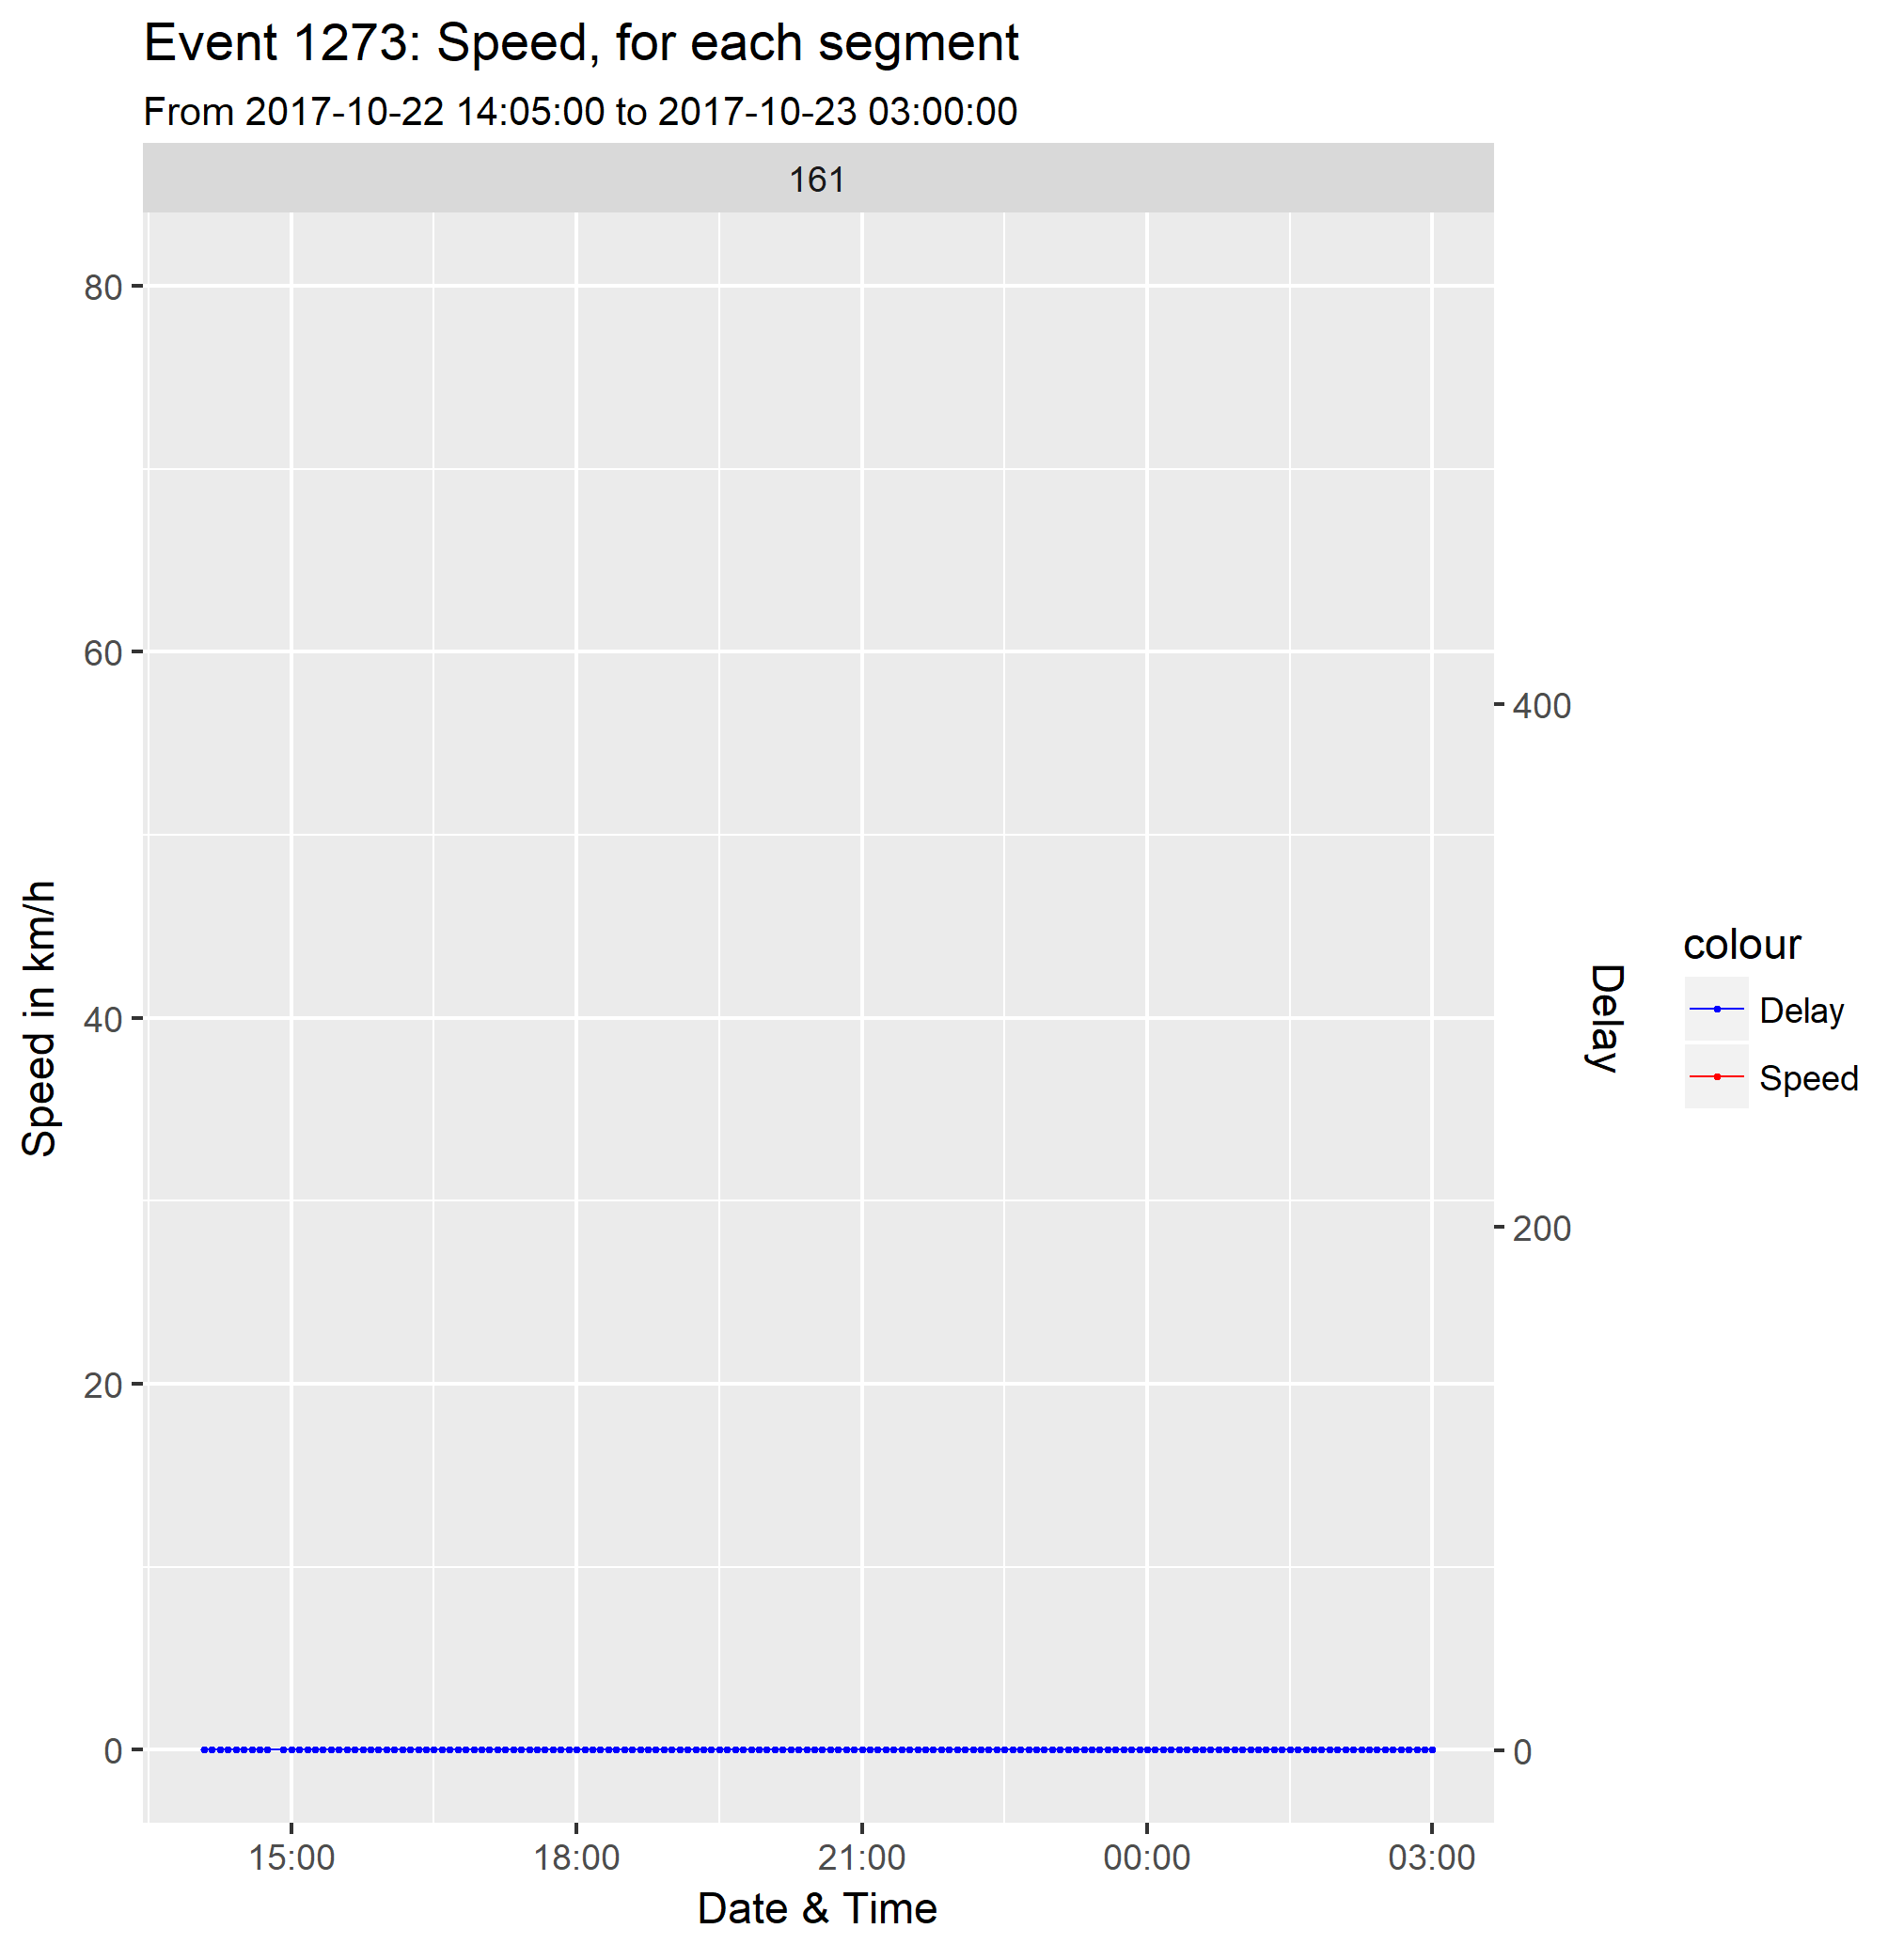 Event 1273: Speed, for each segment
From 2017-10-22 14:05:00 to 2017-10-23 03:00:00
161
80
60
40
20
0
Speed in km/h
400
200
0
Delay
colour
Delay
Speed
15:00
18:00
21:00
00:00
03:00
Date & Time